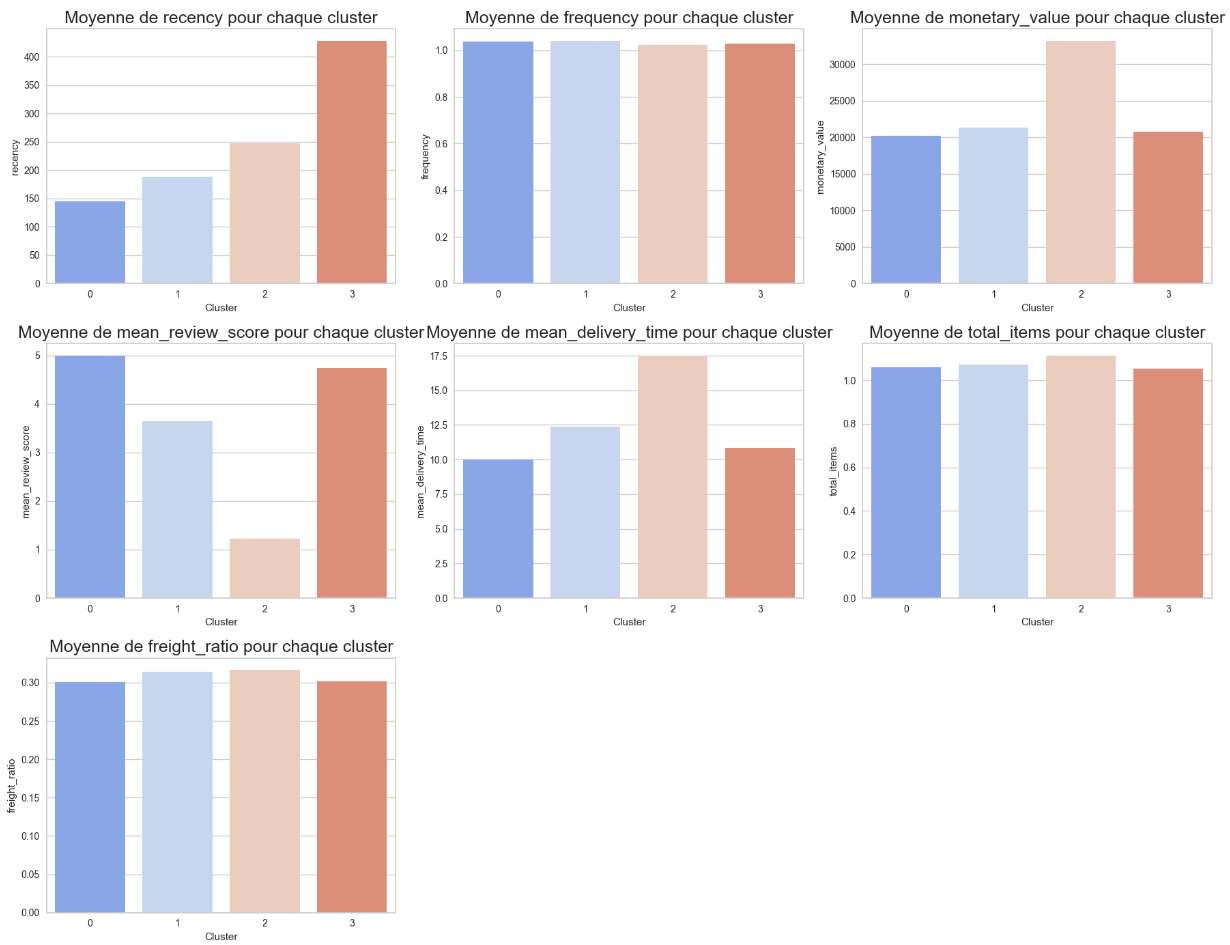 Moyenne de recency pour chaque cluster
400
350
300
250
200
150
100
50
0
recency
0 1 2 3
Cluster
Moyenne de frequency pour chaque cluster
1.0
0.8
0.6
0.4
0.2
0.0
frequency
0 1 2 3
Cluster
Moyenne de monetary_value pour chaque cluster
30000
25000
20000
15000
10000
5000
0
monetary_value
0 1 2 3
Cluster
Moyenne de mean_review_score pour chaque cluster
5
4
3
2
1
0
mean_review_score
0 1 2 3
Cluster
Moyenne de mean_delivery_time pour chaque cluster
17.5
15.0
12.5
10.0
7.5
5.0
2.5
0.0
mean_delivery_time
0 1 2 3
Cluster
Moyenne de total_items pour chaque cluster
1.0
0.8
0.6
0.4
0.2
0.0
total_items
0 1 2 3
Cluster
Moyenne de freight_ratio pour chaque cluster
0.30
0.25
0.20
0.15
0.10
0.05
0.00
freight_ratio
0 1 2 3
Cluster